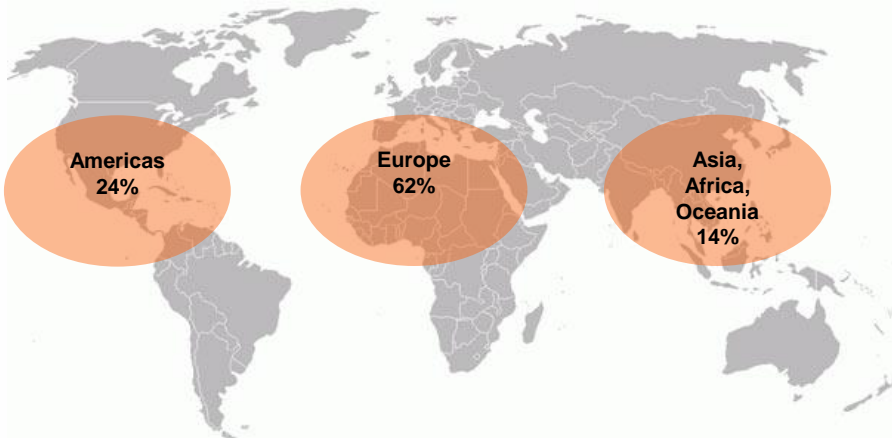 Americas
24%
Europe
62%
Asia,
Africa,
Oceania
14%